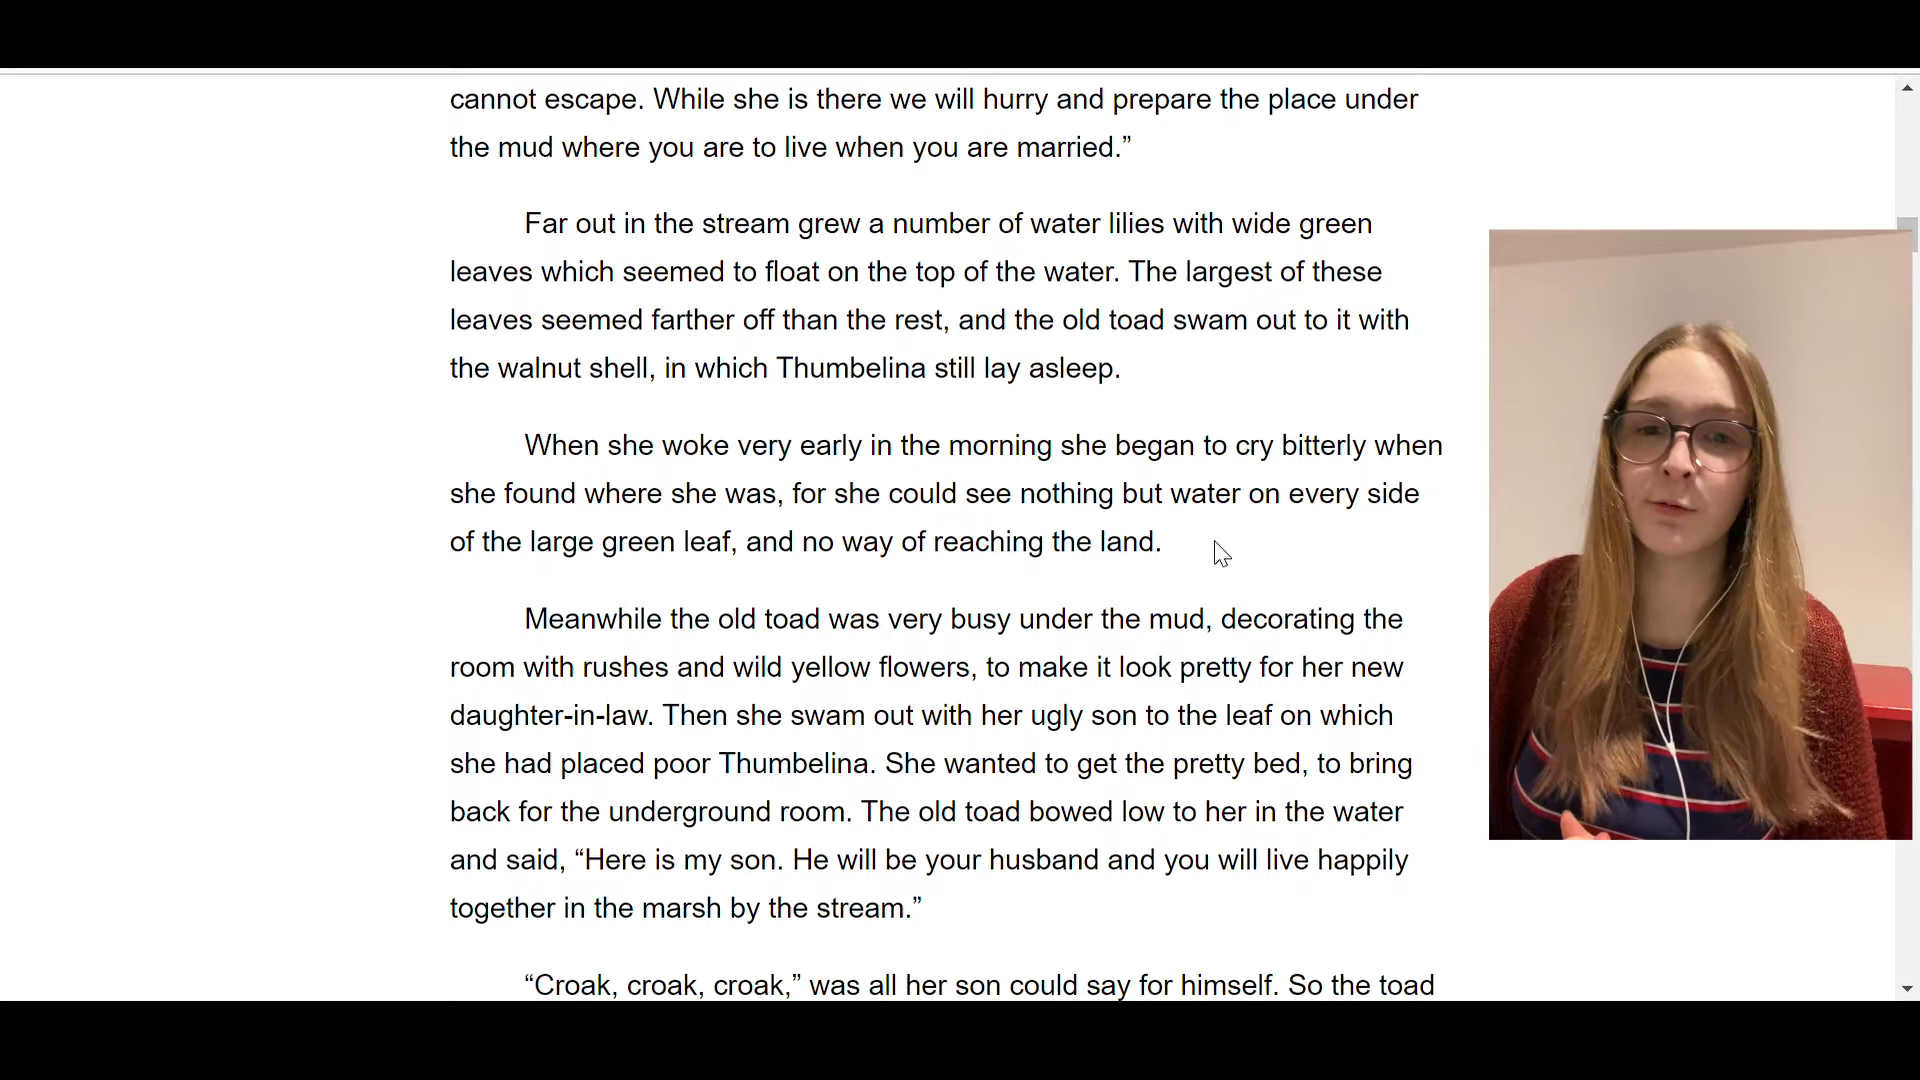 cannot escape. While she is there we will hurry and prepare the place under
the mud where you are to live when you are married.”
Far out in the stream grew a number of water lilies with wide green
leaves which seemed to float on the top of the water. The largest of these
leaves seemed farther off than the rest, and the old toad swam out to it with
the walnut shell, in which Thumbelina still lay asleep.
When she woke very early in the morning she began to cry bitterly when
she found where she was, for she could see nothing but water on every side
of the large green leaf, and no way of reaching the land.
Meanwhile the old toad was very busy under the mud, decorating the
room with rushes and wild yellow flowers, to make it look pretty for her new
daughter-in-law. Then she swam out with her ugly son to the leaf on which
she had placed poor Thumbelina. She wanted to get the pretty bed, to bring
back for the underground room. The old toad bowed low to her in the water
and said, “Here is my son. He will be your husband and you will live happily
together in the marsh by the stream.”
“Croak, croak, croak,” was all her son could say for himself. So the toad